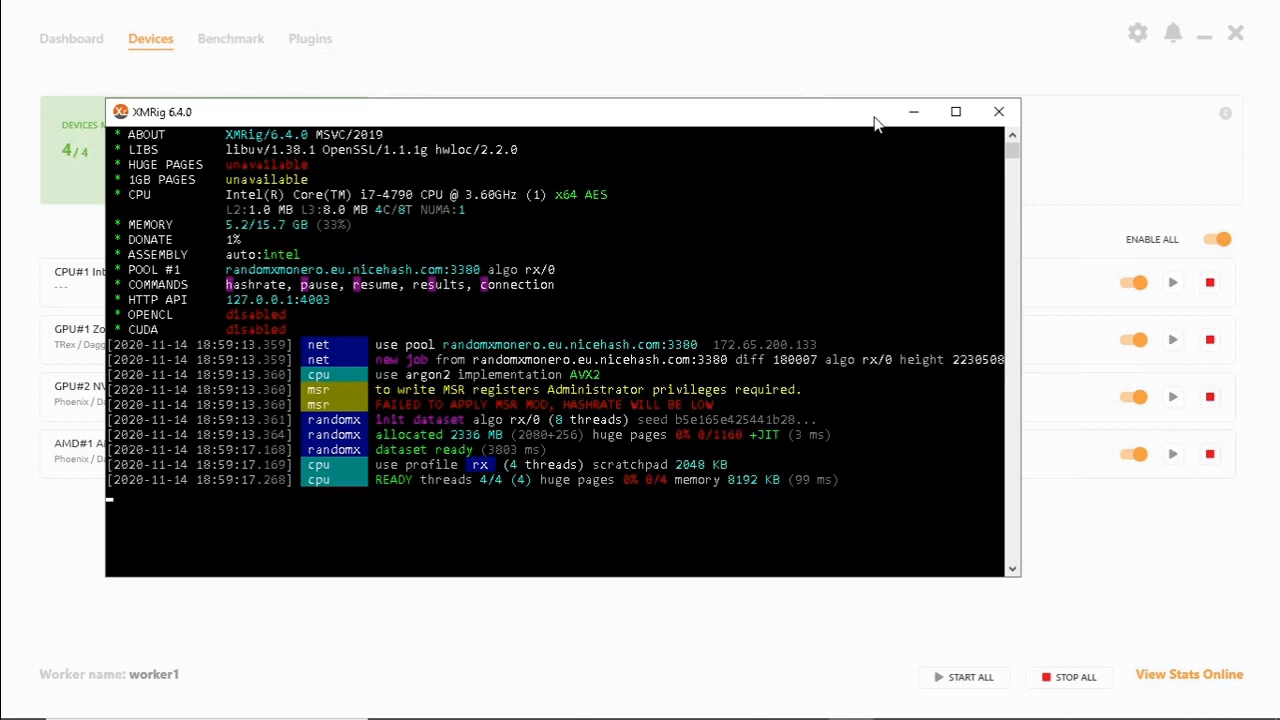 Dashboard Devices Benchmark Plugins
XMRig 6.4.0
DEVICES
4/4
* ABOUT XMRig/6.4.0 MSVC/2019
* LIBS libuv/1.38.1 OpenSSL/1.1.1g hwloc/2.2.0
* HUGE PAGES unavailable
* 1GB PAGES unavailable
* CPU Intel(R) Core(TM) i7-4790 CPU @ 3.60GHz (1) x64 AES
L2:1.0 MB L3:8.0 MB 4C/8T NUMA:1
* MEMORY 5.2/15.7 GB (33%)
* DONATE 1%
* ASSEMBLY auto:intel
* POOL #1 randomxmonero.eu.nicehash.com:3380 algo rx/0
* COMMANDS hashrate, pause, resume, results, connection
* HTTP API 127.0.0.1:4003
* OPENCL disabled
* CUDA disabled
[2020-11-14 18:59:13.359] net use pool randomxmonero.eu.nicehash.com:3380 172.65.200.133
[2020-11-14 18:59:13.359] net new job from randomxmonero.eu.nicehash.com:3380 diff 180007 algo rx/0 height 2230508
[2020-11-14 18:59:13.360] cpu use argon2 implementation AVX2
[2020-11-14 18:59:13.360] msr to write MSR registers Administrator privileges required.
[2020-11-14 18:59:13.360] msr FAILED TO APPLY MSR MOD, HASHRATE WILL BE LOW
[2020-11-14 18:59:13.361] randomx init dataset algo rx/0 (8 threads) seed b5e165e425441b28...
[2020-11-14 18:59:13.364] randomx allocated 2336 MB (2080+256) huge pages 0% 0/1168 +JIT (3 ms)
[2020-11-14 18:59:17.168] randomx dataset ready (3803 ms)
[2020-11-14 18:59:17.169] cpu use profile rx (4 threads) scratchpad 2048 KB
[2020-11-14 18:59:17.268] cpu READY threads 4/4 (4) huge pages 0% 0/4 memory 8192 KB (99 ms)
ENABLE ALL
CPU#1 Int
---
GPU#1 Zo
TRex / Dagg
GPU#2 NV
Phoenix / Da
AMD#1 A
Phoenix / Da
Worker name: worker1
START ALL
STOP ALL
View Stats Online